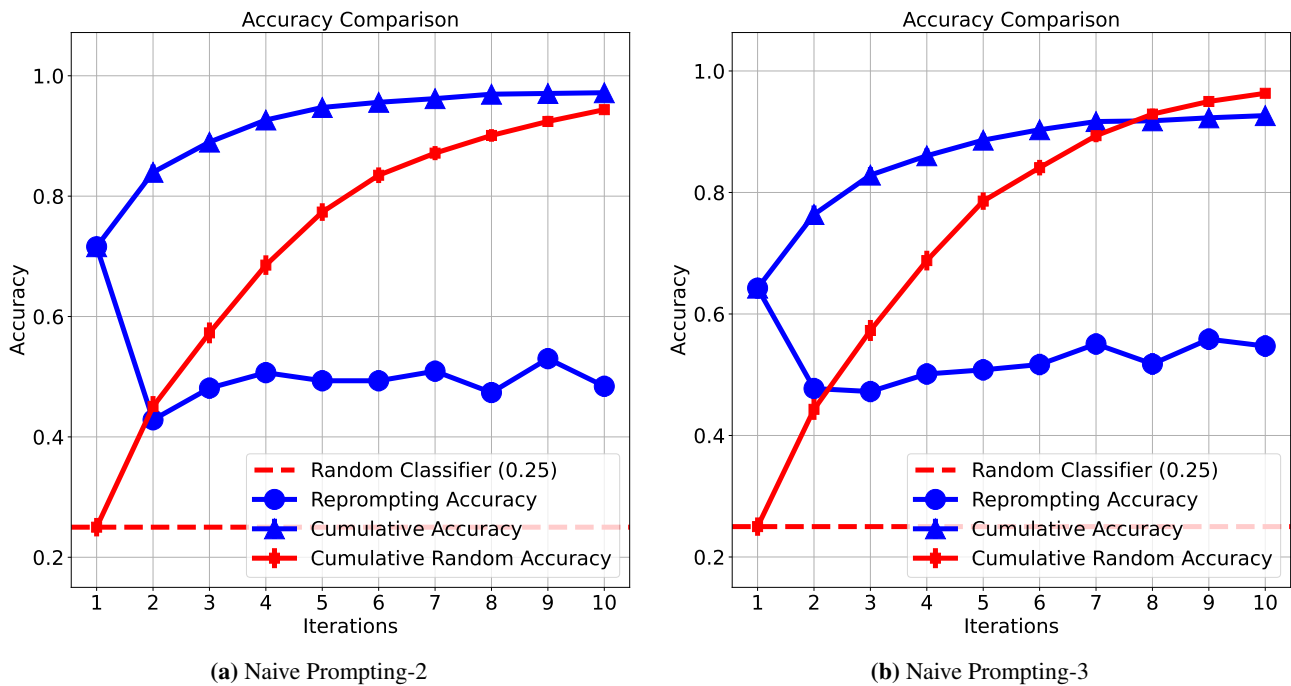 Accuracy Comparison
Accuracy
1.0
0.8
0.6
0.4
0.2
Random Classifier (0.25)
Reprompting Accuracy
Cumulative Accuracy
Cumulative Random Accuracy
1 2 3 4 5 6 7 8 9 10
Iterations
(a) Naive Prompting-2
Accuracy Comparison
Accuracy
1.0
0.8
0.6
0.4
0.2
Random Classifier (0.25)
Reprompting Accuracy
Cumulative Accuracy
Cumulative Random Accuracy
1 2 3 4 5 6 7 8 9 10
Iterations
(b) Naive Prompting-3